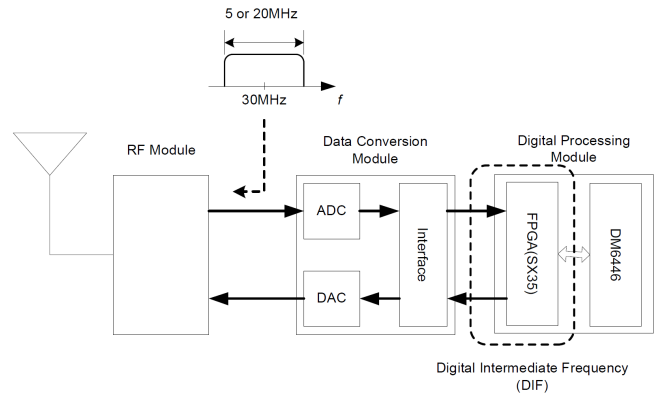 5 or 20MHz
30MHz
f
RF Module
Data Conversion
Module
Digital Processing
Module
ADC
DAC
Interface
FPGA(SX35)
DM6446
Digital Intermediate Frequency
(DIF)